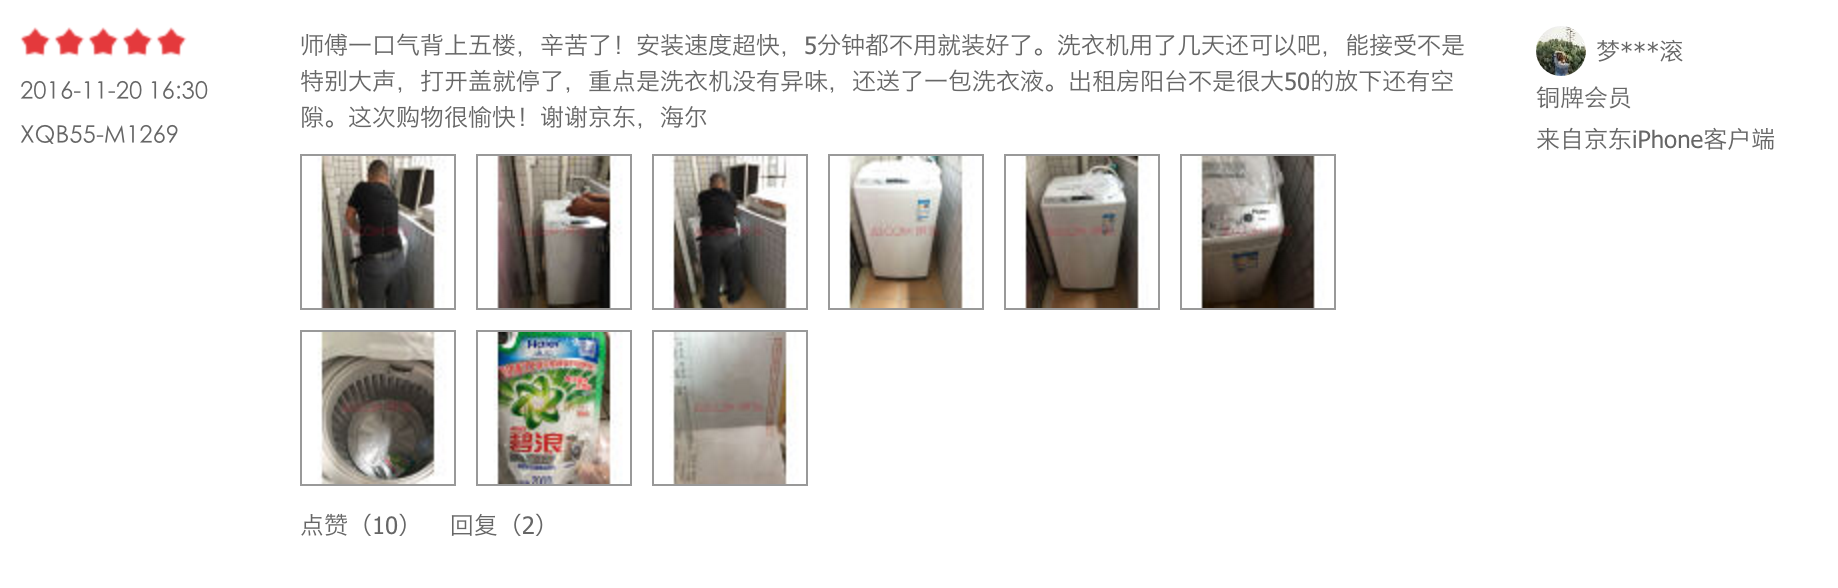 师傅一口气背上五楼，辛苦了！安装速度超快，5分钟都不用就装好了。洗衣机用了几天还可以吧，能接受不是
特别大声，打开盖就停了，重点是洗衣机没有异味，还送了一包洗衣液。出租房阳台不是很大50的放下还有空
隙。这次购物很愉快！谢谢京东，海尔
2016-11-20 16:30
XQB55-M1269
梦***滚
铜牌会员
来自京东iPhone客户端
Haier
Haier
碧浪
点赞（10）
回复（2）